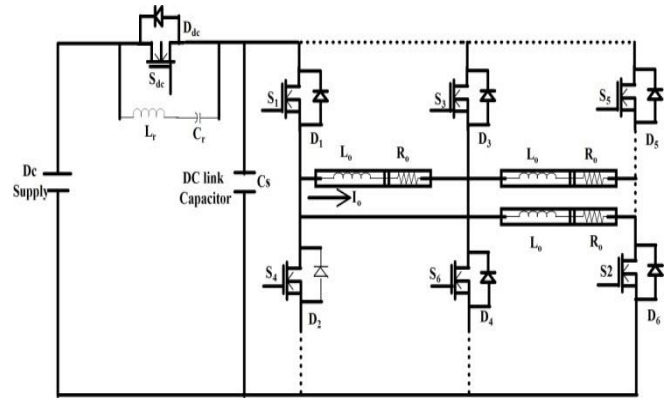 Ddc
Sdc
Lr
Cr
Dc
Supply
DC link
Capacitor
Cs
S1
D1
S3
D3
S5
D5
Lo
Ro
Lo
Ro
Io
Lo
Ro
S4
D2
S6
D4
S2
D6